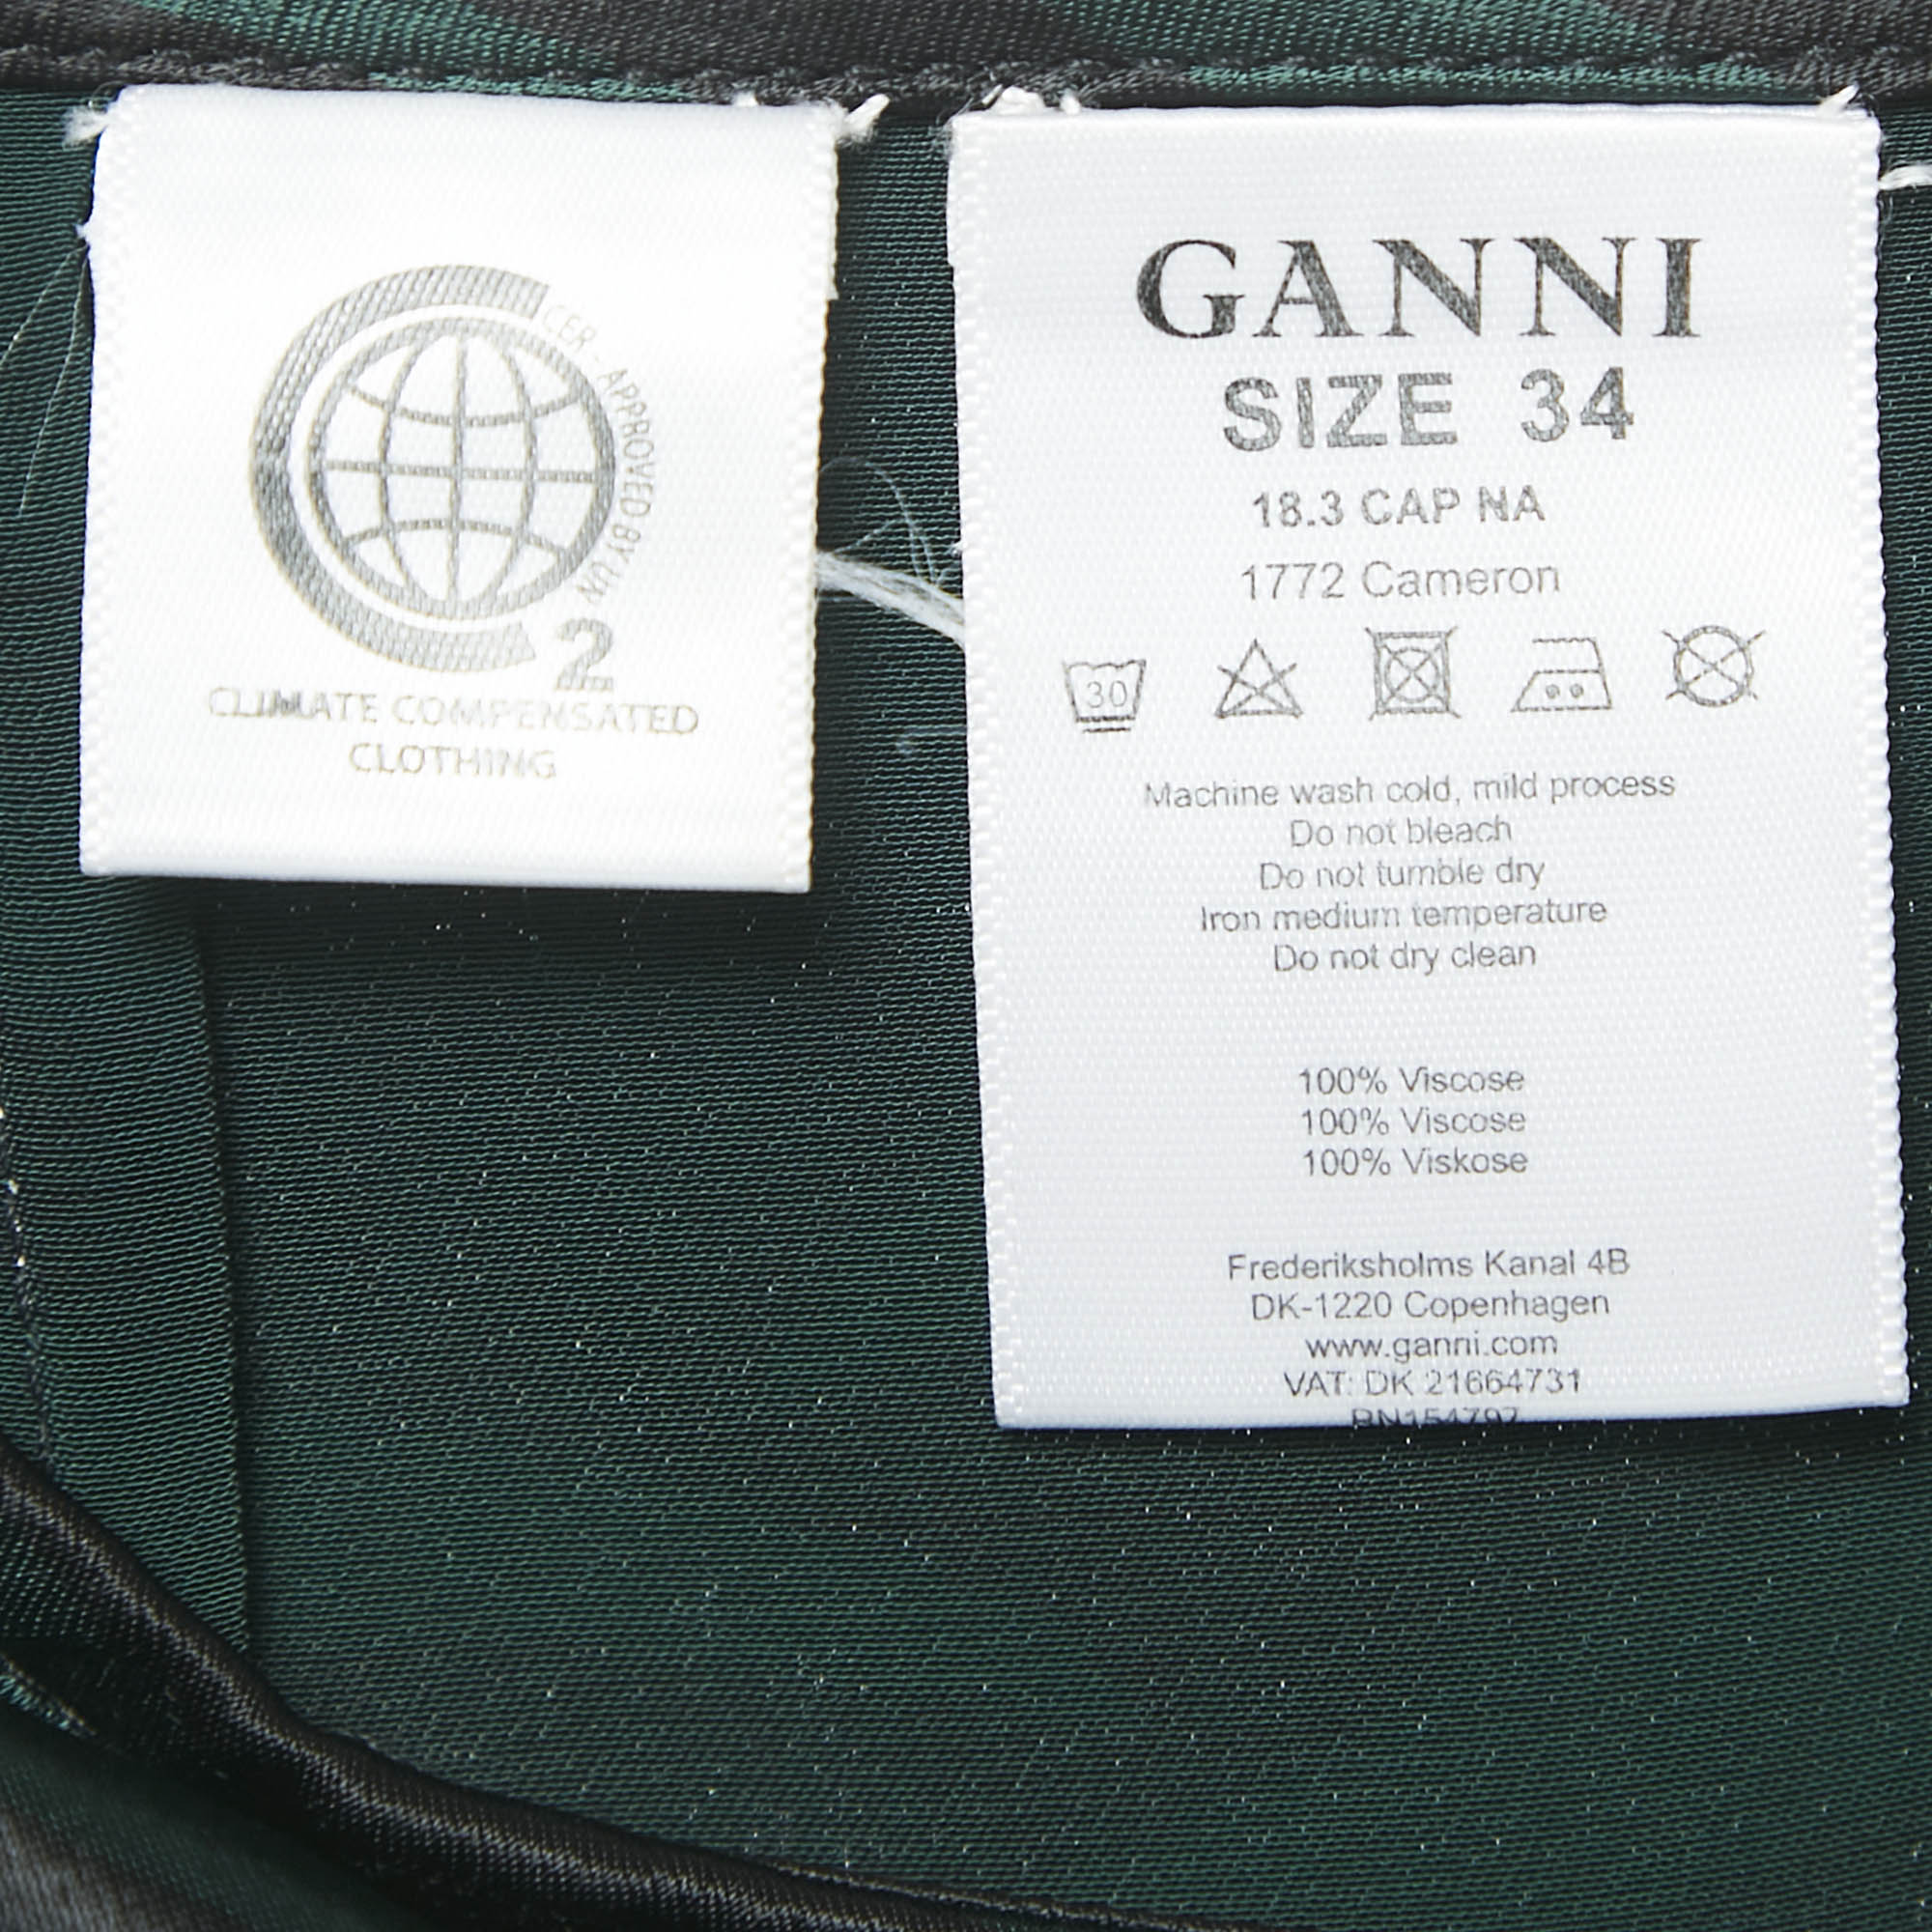 CER - APPROVED BY UN
2
CLIMATE COMPENSATED
CLOTHING
GANNI
SIZE 34
18.3 CAP NA
1772 Cameron
30
Machine wash cold, mild process
Do not bleach
Do not tumble dry
Iron medium temperature
Do not dry clean
100% Viscose
100% Viscose
100% Viskose
Frederiksholms Kanal 4B
DK-1220 Copenhagen
www.ganni.com
VAT: DK 21664731
RN154797